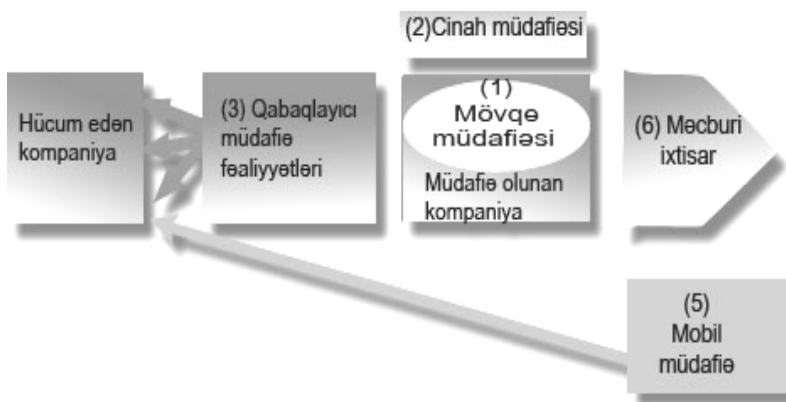 (2)Cinah müdafiəsi
Hücum edən
kompaniya
(3) Qabaqlayıcı
müdafiə
fəaliyyətləri
(1)
Mövqe
müdafiəsi
Müdafiə olunan
kompaniya
(6) Məcburi
ixtisar
(5)
Mobil
müdafiə